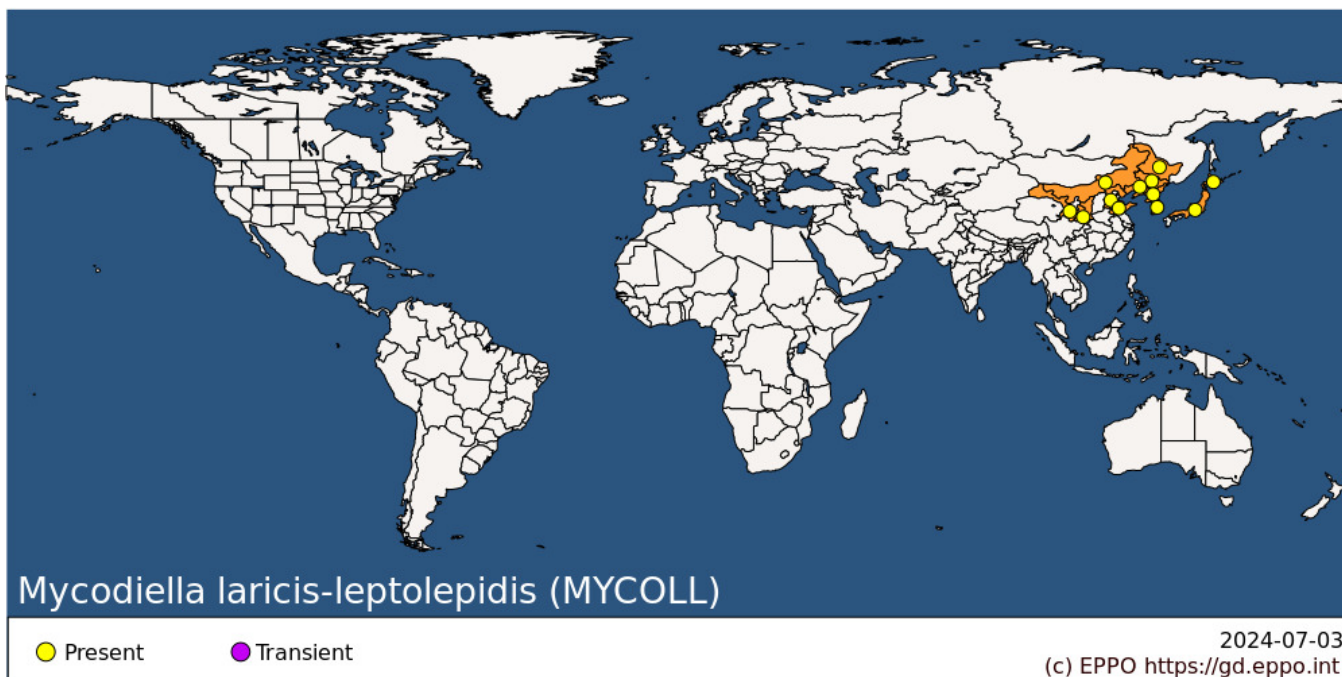 Mycodiella laricis-leptolepidis (MYCOLL)
Present
Transient
2024-07-03
(c) EPPO https://gd.eppo.int